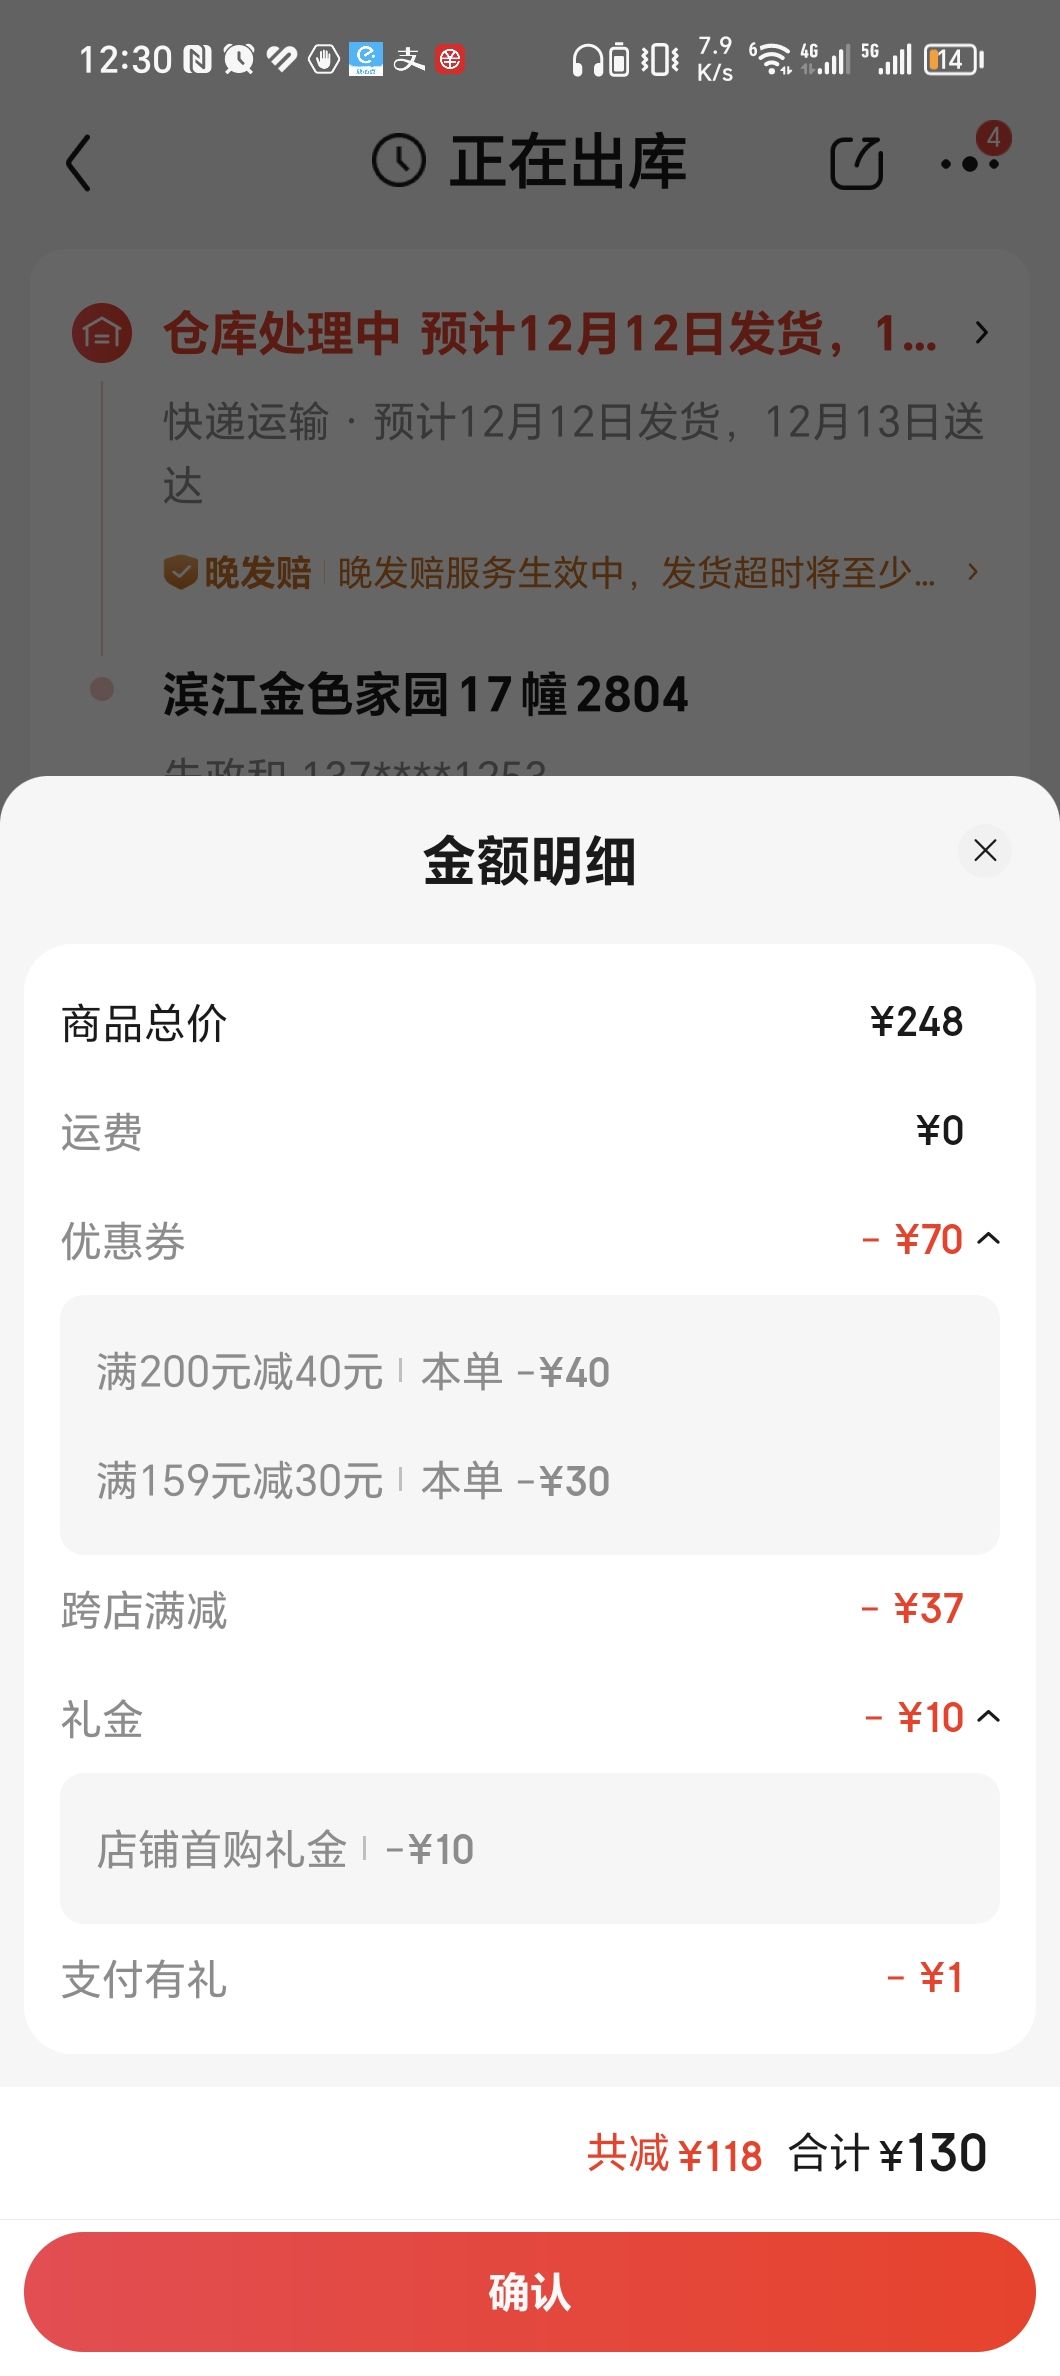 12:30
7.9
K/s
6
4G
5G
14
正在出库
4
仓库处理中 预计12月12日发货，1...
快递运输 · 预计12月12日发货，12月13日送
达
晚发赔 晚发赔服务生效中，发货超时将至少...
滨江金色家园17幢2804
137****1253
金额明细
商品总价 ¥248
运费 ¥0
优惠券 - ¥70
满200元减40元 本单 -¥40
满159元减30元 本单 -¥30
跨店满减 - ¥37
礼金 - ¥10
店铺首购礼金 -¥10
支付有礼 - ¥1
共减 ¥118 合计 ¥130
确认